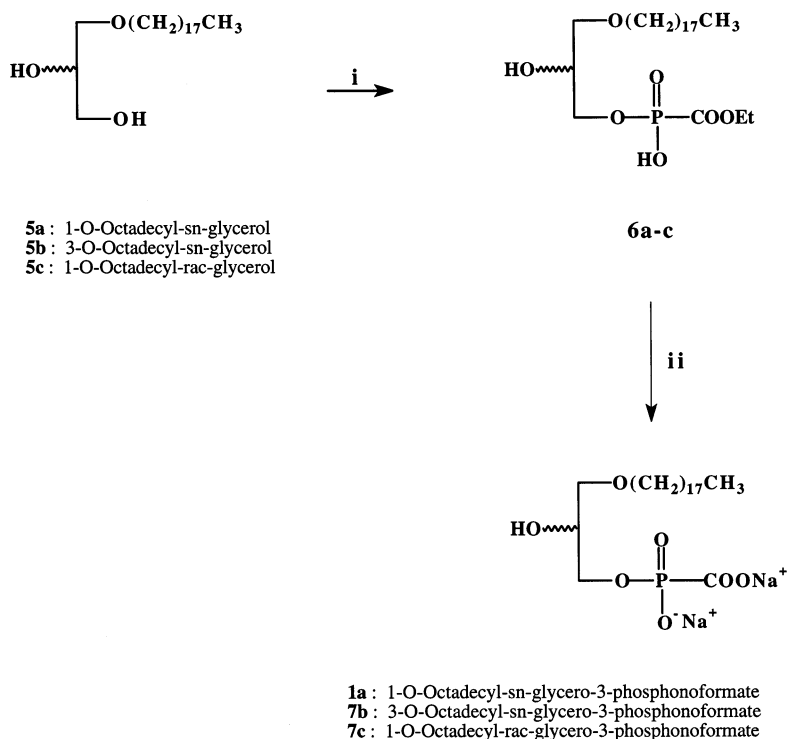 O(CH2)17CH3
HO
OH
i
O(CH2)17CH3
HO
O
O P COOEt
HO
5a : 1-O-Octadecyl-sn-glycerol
5b : 3-O-Octadecyl-sn-glycerol
5c : 1-O-Octadecyl-rac-glycerol
6a-c
ii
O(CH2)17CH3
HO
O
O P COONa+
O- Na+
1a : 1-O-Octadecyl-sn-glycero-3-phosphonoformate
7b : 3-O-Octadecyl-sn-glycero-3-phosphonoformate
7c : 1-O-Octadecyl-rac-glycero-3-phosphonoformate